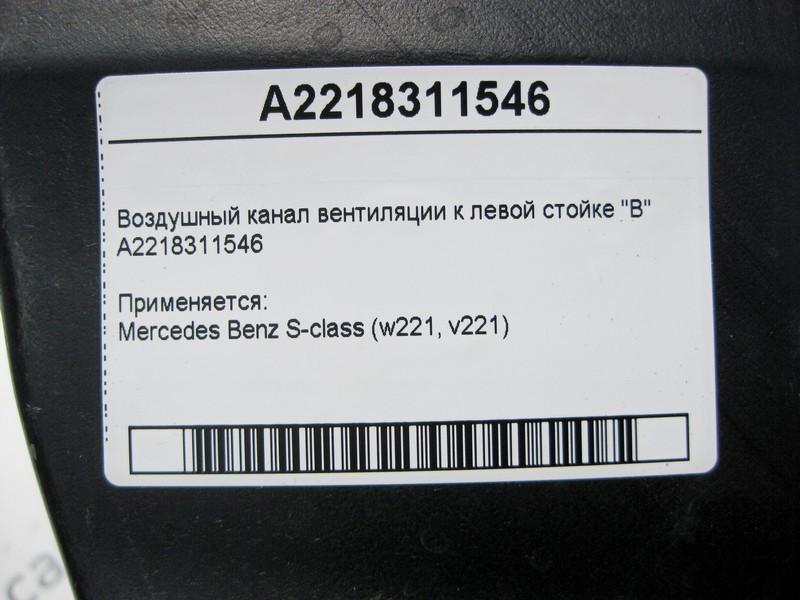 A2218311546
Воздушный канал вентиляции к левой стойке "B"
A2218311546
Применяется:
Mercedes Benz S-class (w221, v221)